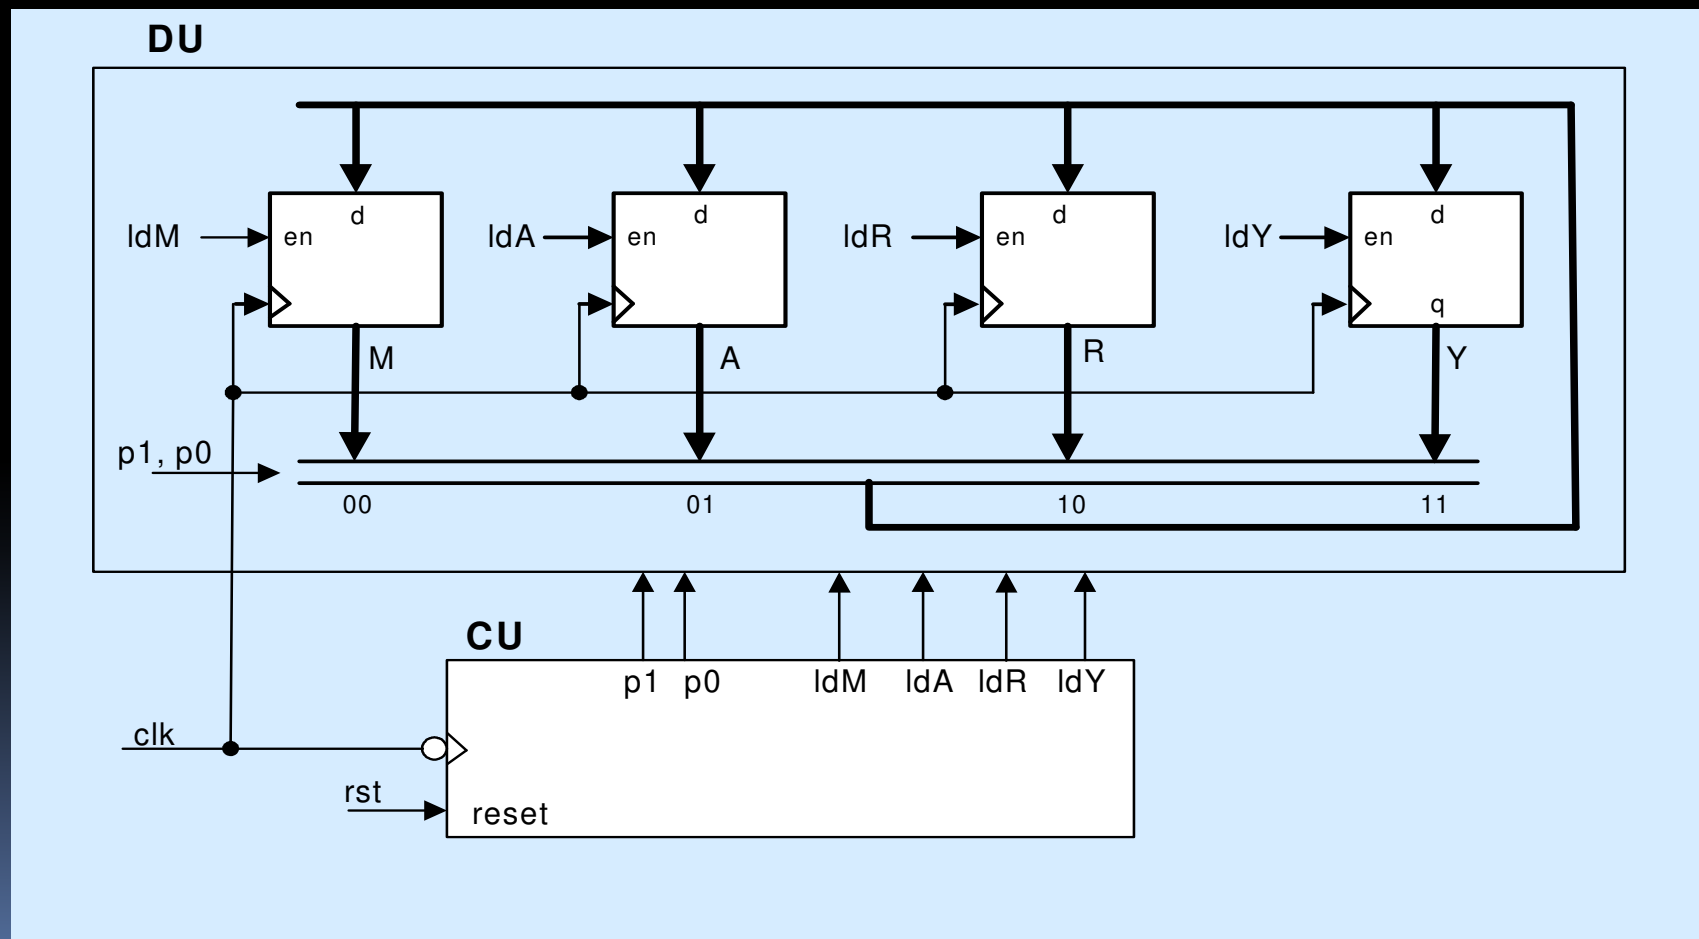 DU
d d d d
ldM en ldA en ldR en ldY en
q
M A R Y
p1, p0
00 01 10 11
CU
p1 p0 ldM ldA ldR ldY
clk
rst
reset